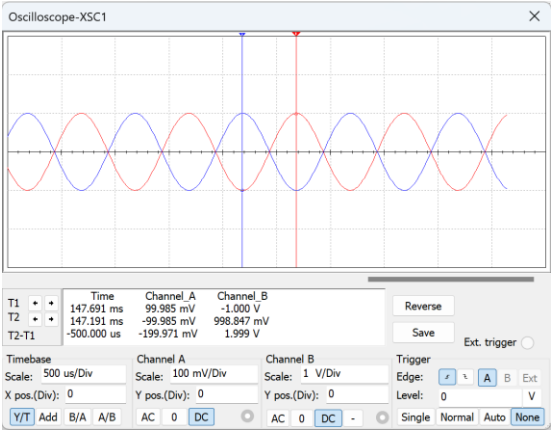 Oscilloscope-XSC1
Time Channel_A Channel_B
T1 147.691 ms 99.985 mV -1.000 V
T2 147.191 ms -99.985 mV 998.847 mV
T2-T1 -500.000 us -199.971 mV 1.999 V
Reverse
Save
Ext. trigger
Timebase
Scale: 500 us/Div
X pos.(Div): 0
Y/T Add B/A A/B
Channel A
Scale: 100 mV/Div
Y pos.(Div): 0
AC 0 DC
Channel B
Scale: 1 V/Div
Y pos.(Div): 0
AC 0 DC -
Trigger
Edge: A B Ext
Level: 0 V
Single Normal Auto None